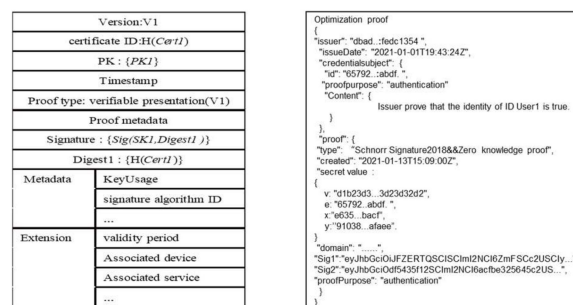 Version:V1
certificate ID:H(Cert1)
PK : {PK1}
Timestamp
Proof type: verifiable presentation(V1)
Proof metadata
Signature : {Sig(SK1,Digest1 )}
Digest1 : {H(Cert1)}
Metadata
KeyUsage
signature algorithm ID
...
Extension
validity period
Associated device
Associated service
...
Optimization proof
{
"issuer": "dbad..:fedc1354 ",
"issueDate": "2021-01-01T19:43:24Z",
"credentialsubject": {
"id": "65792..:abdf. ",
"proofpurpose": "authentication"
"Content": {
Issuer prove that the identity of ID User1 is true.
}
},
"proof": {
"type": "Schnorr Signature2018&&Zero knowledge proof",
"created": "2021-01-13T15:09:00Z",
"secret value :
{
v: "d1b23d3...3d23d32d2",
e: "65792..abdf. ",
x:"e635...bacf",
y:"91038...afaee".
}
"domain": "......",
"Sig1":"eyJhbGciOiJFZERTQSCISCImI2NCI6ZmFSCc2USCIy...
"Sig2":"eyJhbGciOdf5435f12SCImI2NCI6acfbe325645c2US...",
"proofPurpose": "authentication"
}
}